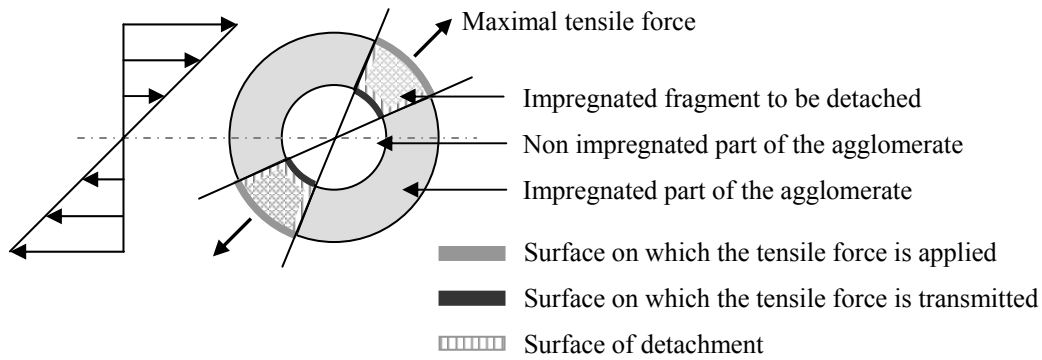 Maximal tensile force
Impregnated fragment to be detached
Non impregnated part of the agglomerate
Impregnated part of the agglomerate
Surface on which the tensile force is applied
Surface on which the tensile force is transmitted
Surface of detachment